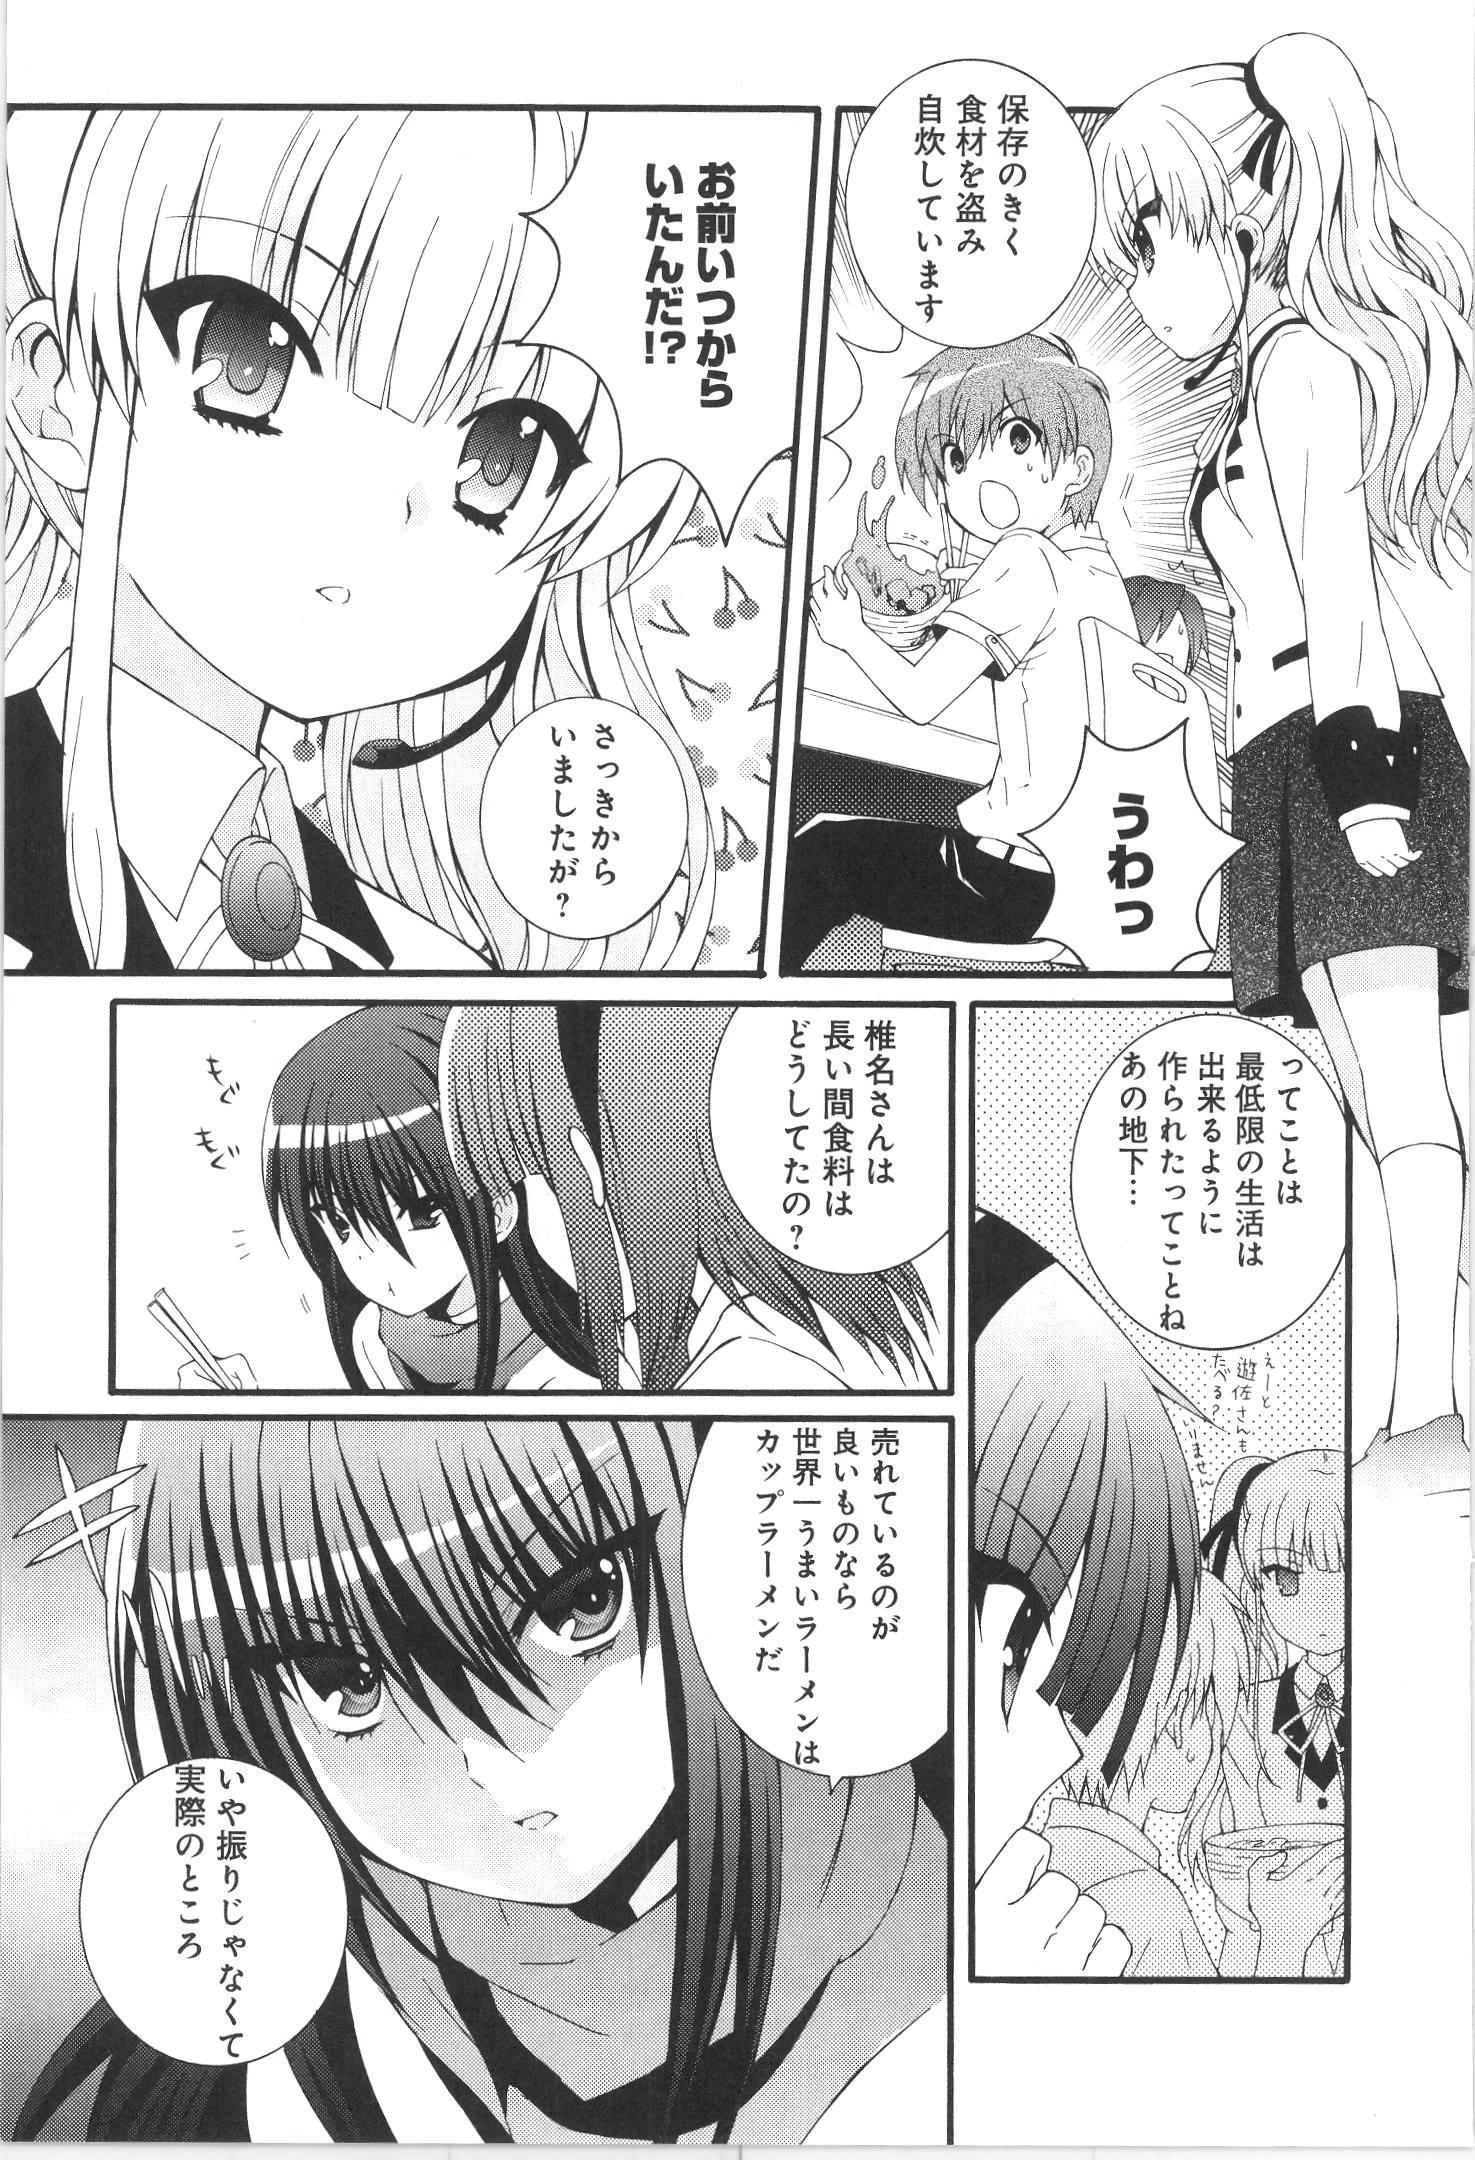 保存のきく
食材を盗み
自炊しています
うわっ
お前いつから
いたんだ!?
さっきから
いましたが?
ってことは
最低限の生活は
出来るように
作られたってことね
あの地下…
えーと
遊佐さんも
たべる?
いいません
椎名さんは
長い間食料は
どうしてたの?
もぐ
もぐ
売れているのが
良いものなら
世界一うまいラーメンは
カップラーメンだ
いや振りじゃなくて
実際のところ